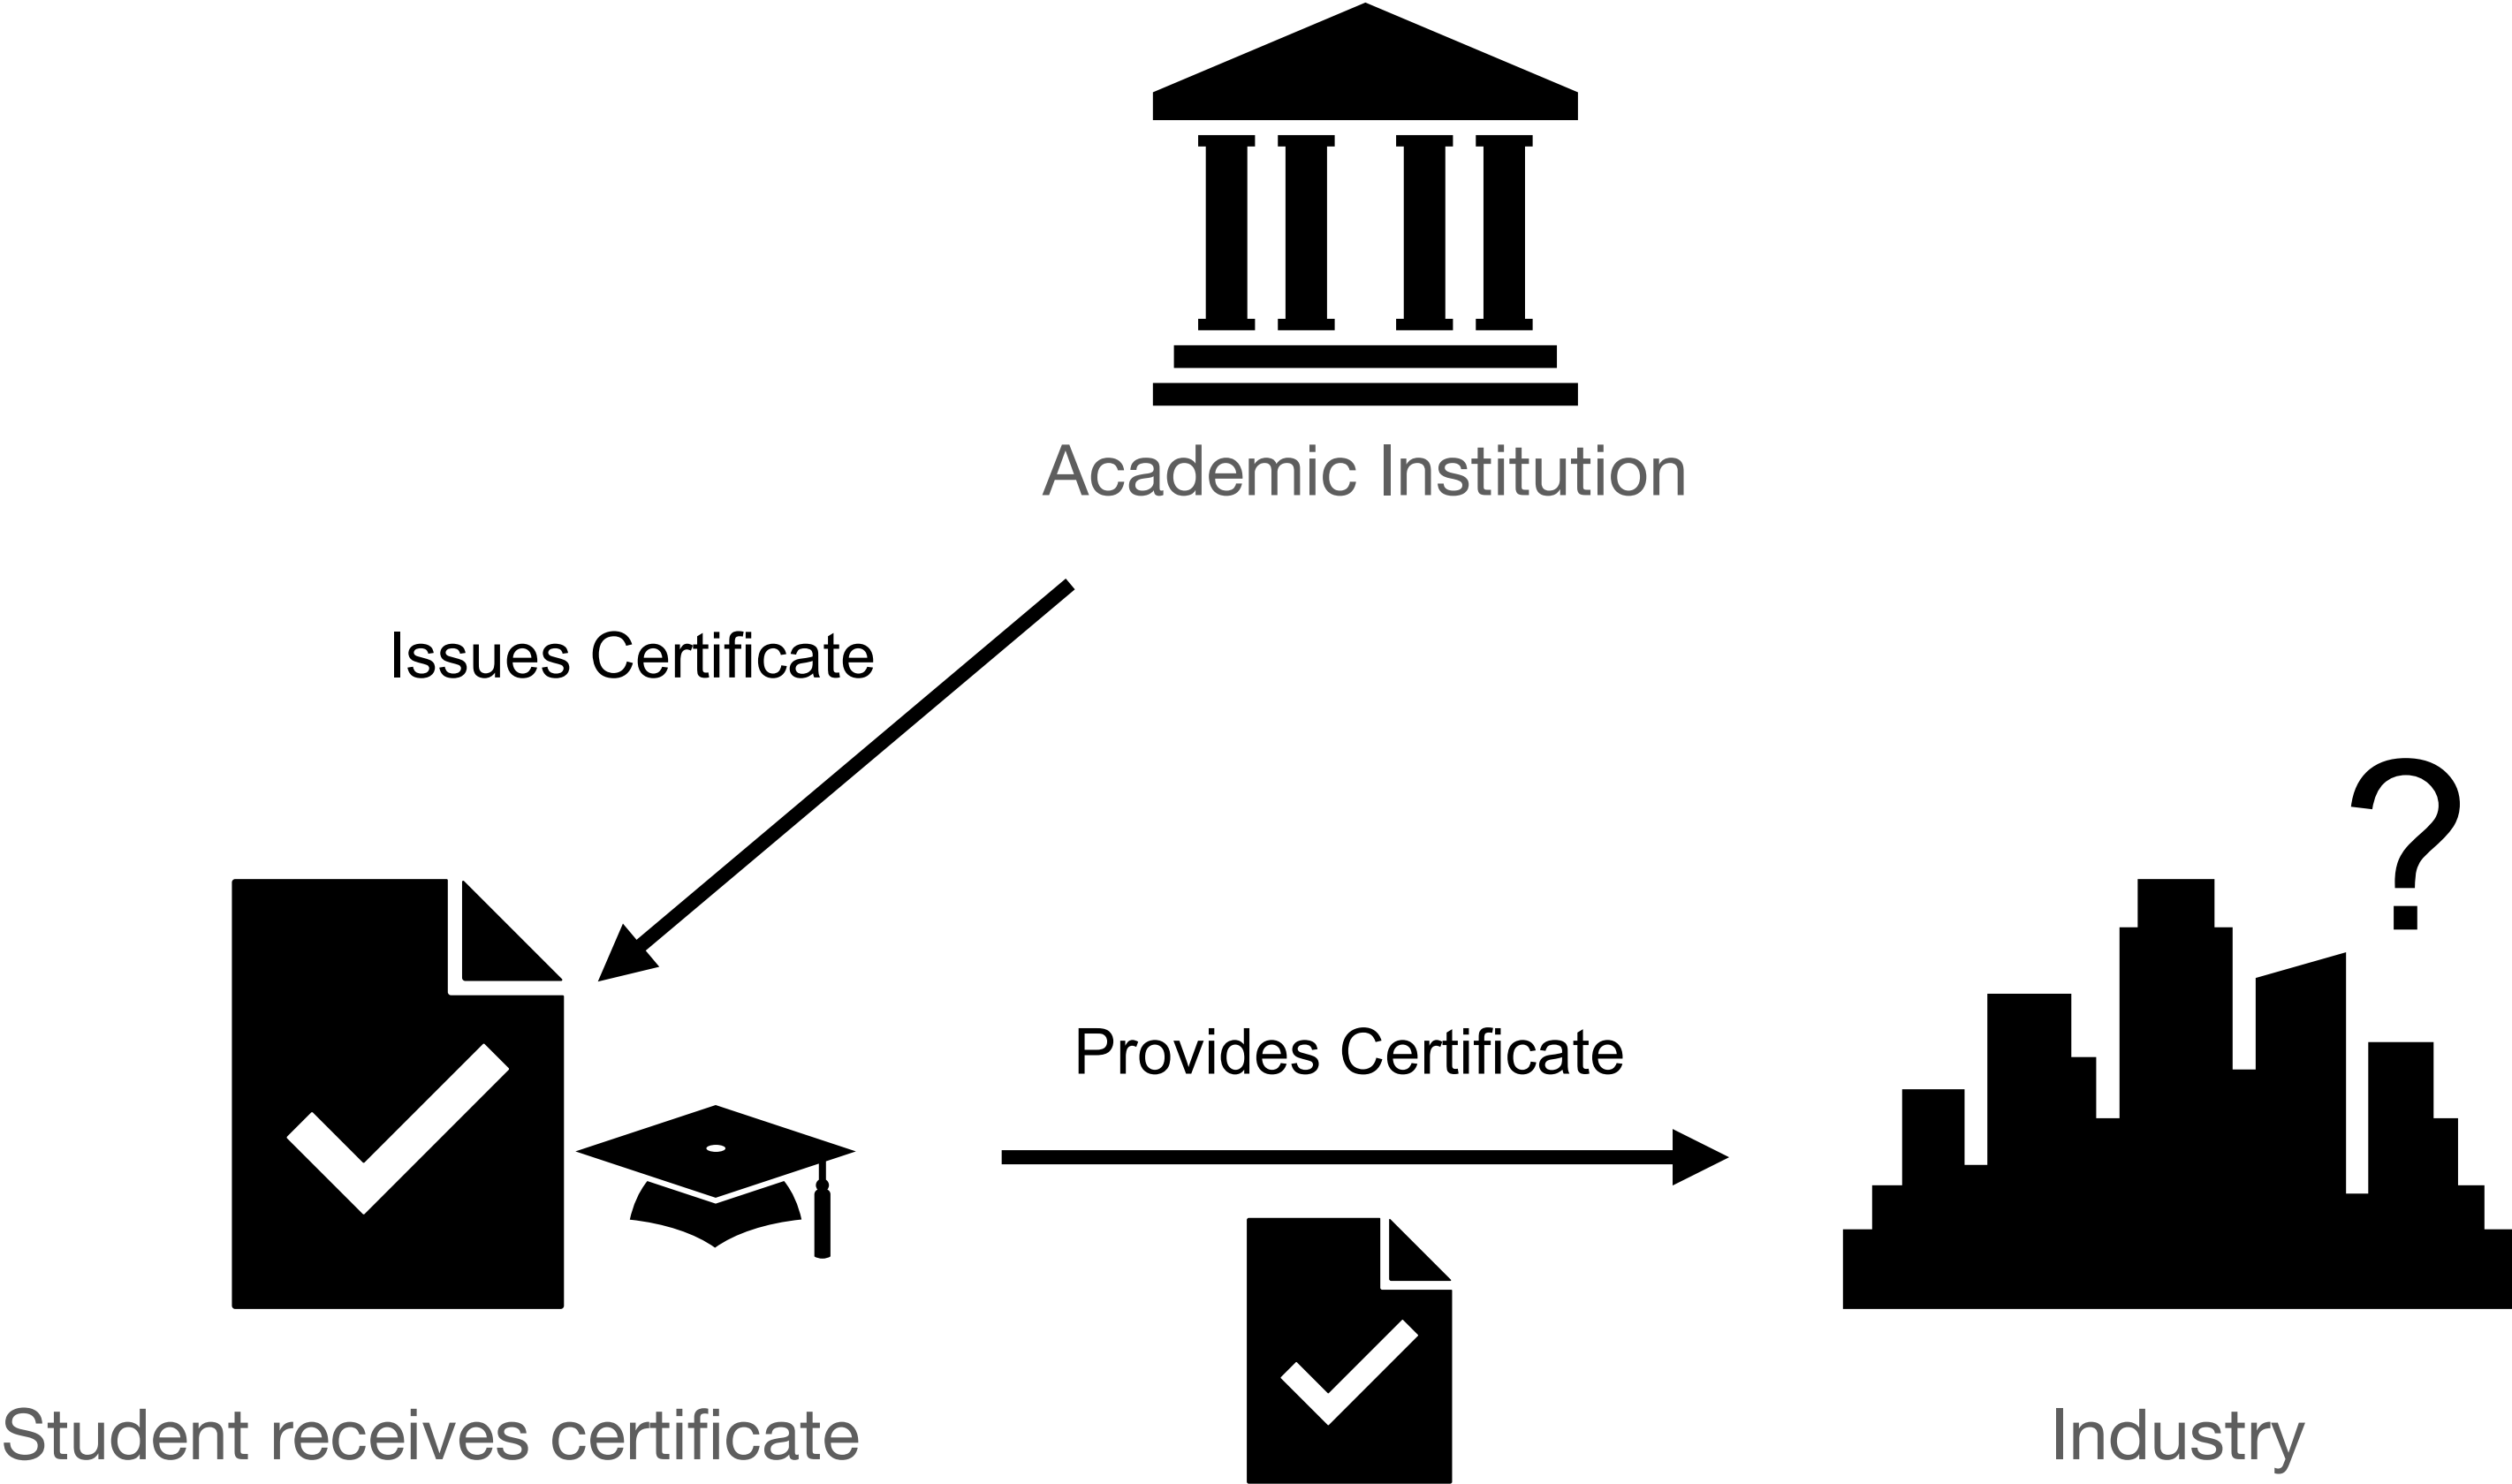 Academic Institution
Issues Certificate
?
Provides Certificate
Student receives certificate
Industry